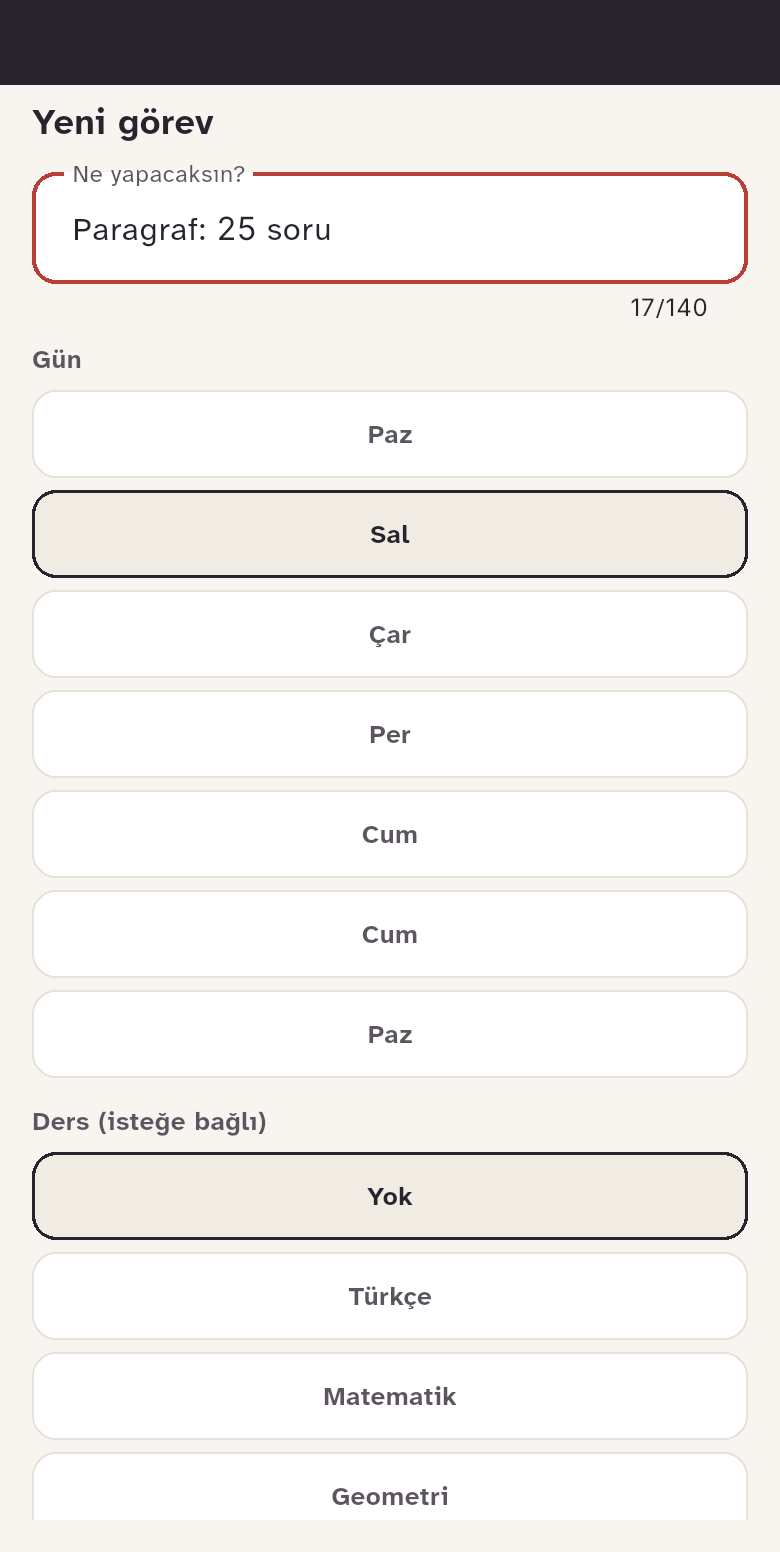 Yeni görev
Ne yapacaksın?
Paragraf: 25 soru
17/140
Gün
Paz
Sal
Çar
Per
Cum
Cum
Paz
Ders (isteğe bağlı)
Yok
Türkçe
Matematik
Geometri